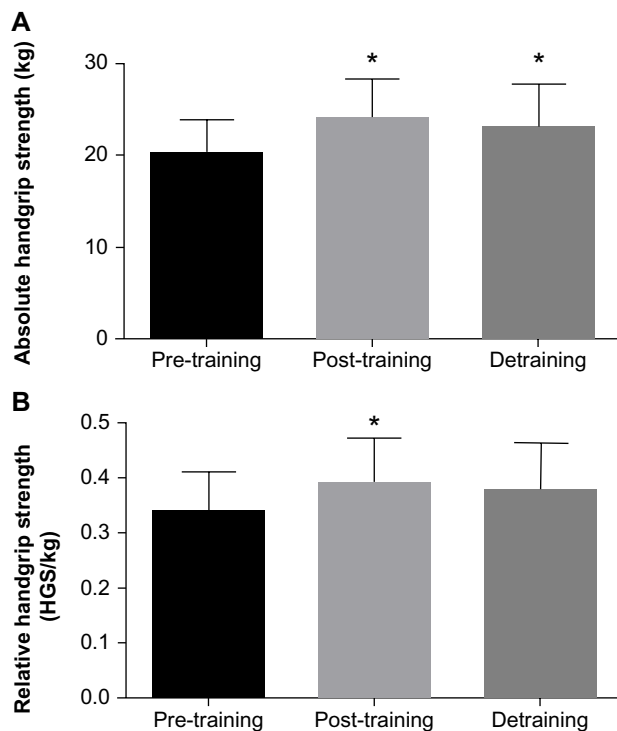 A
Absolute handgrip strength (kg)
30
20
10
0
* *
Pre-training Post-training Detraining
B
Relative handgrip strength
(HGS/kg)
0.5
0.4
0.3
0.2
0.1
0.0
*
Pre-training Post-training Detraining